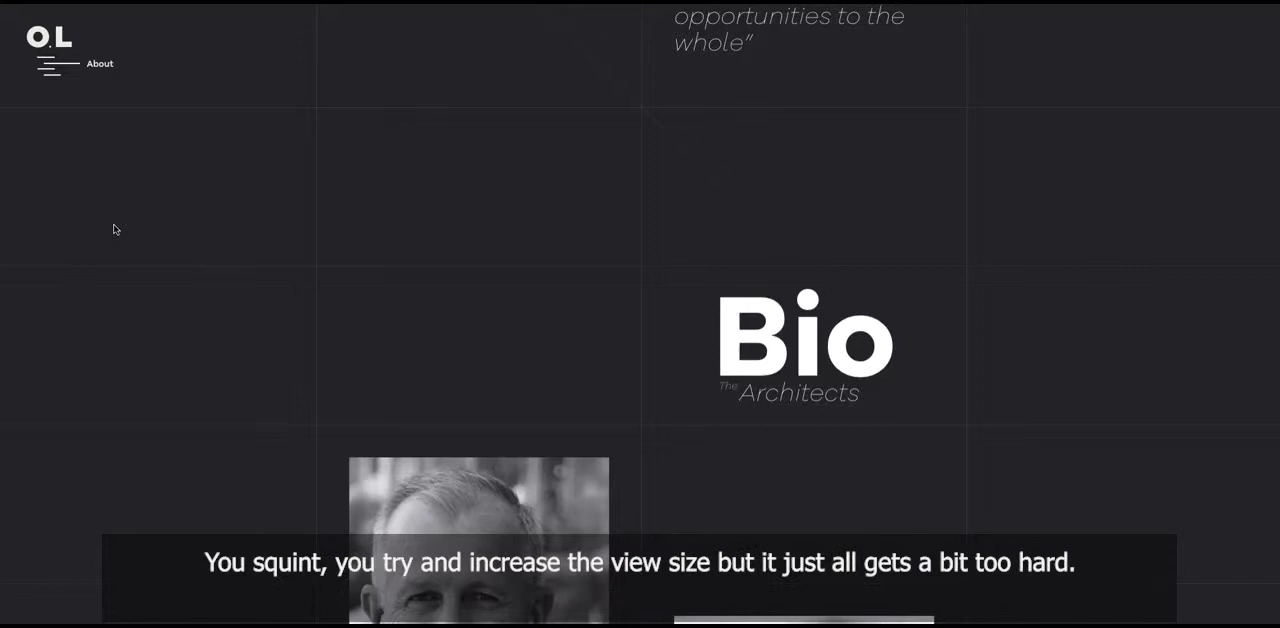 opportunities to the
whole”
O.L
About
Bio
The Architects
You squint, you try and increase the view size but it just all gets a bit too hard.